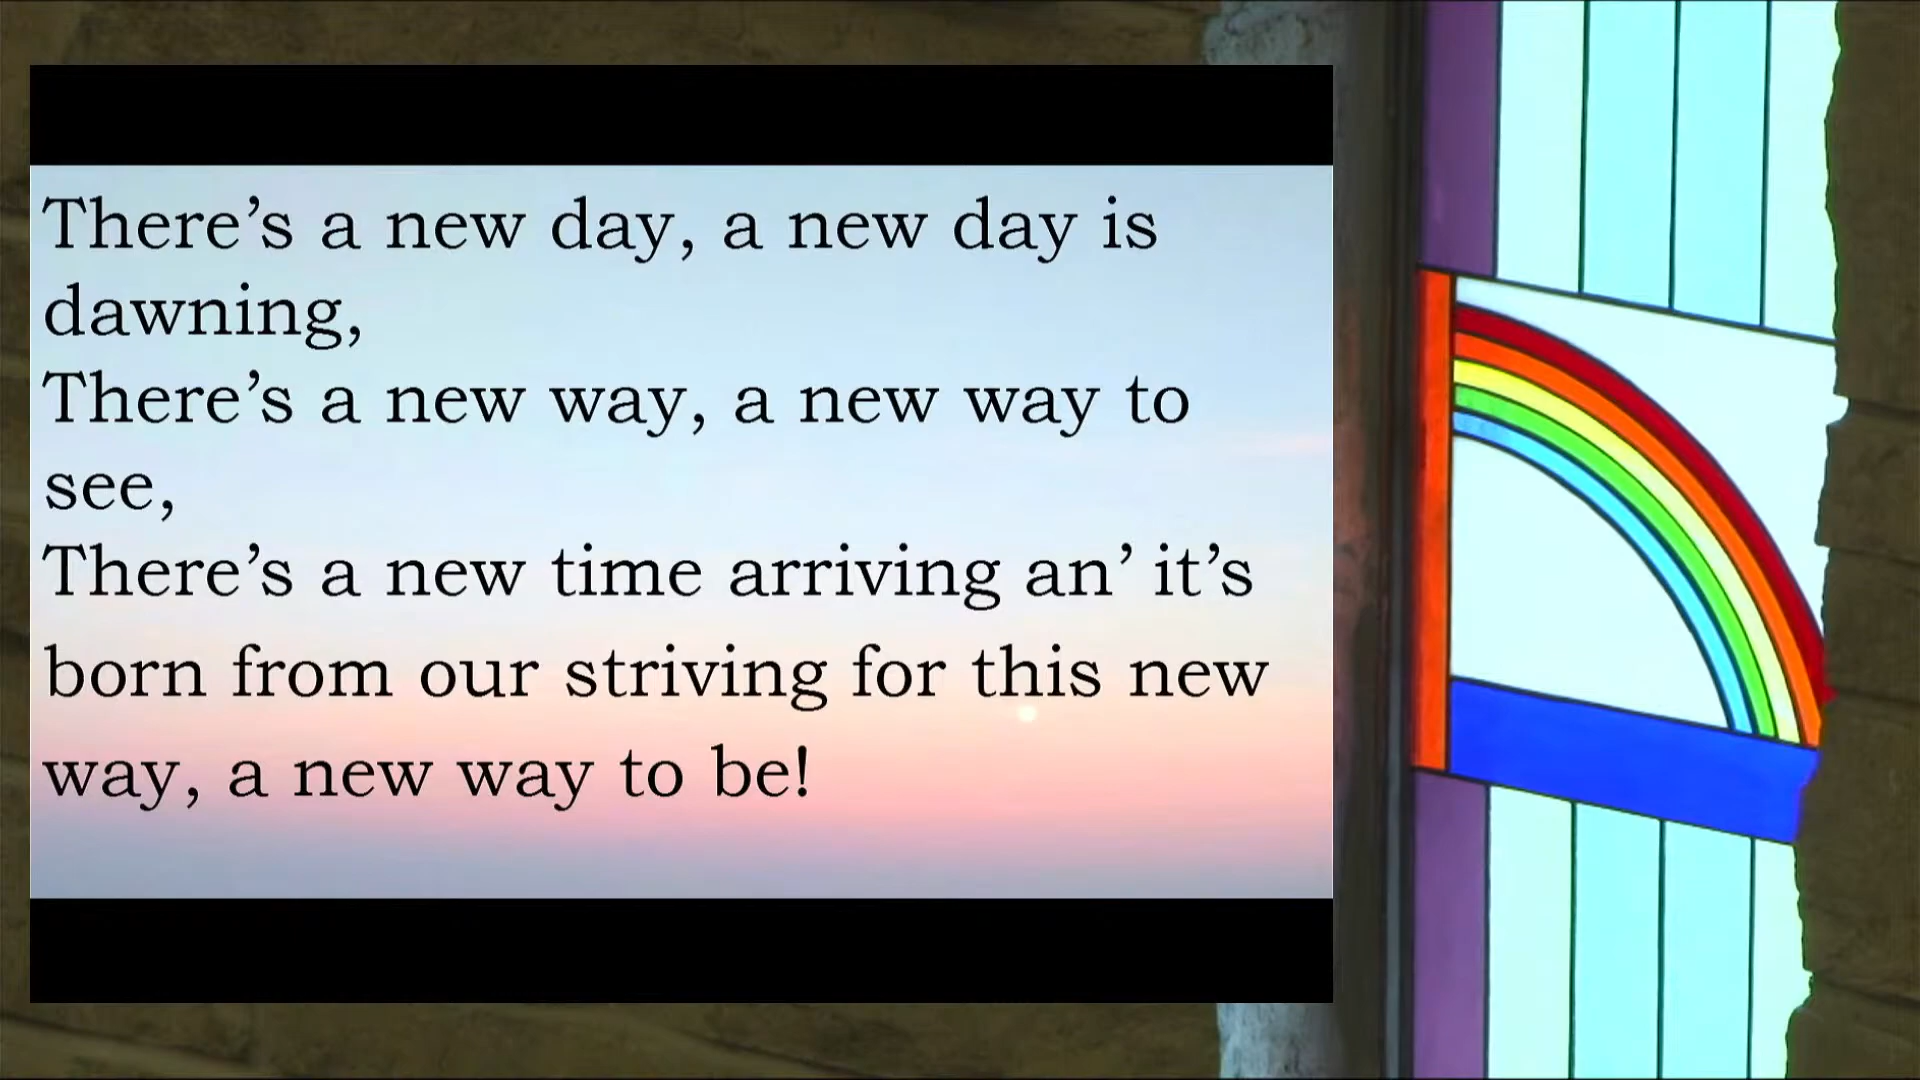 There’s a new day, a new day is
dawning,
There’s a new way, a new way to
see,
There’s a new time arriving an’ it’s
born from our striving for this new
way, a new way to be!